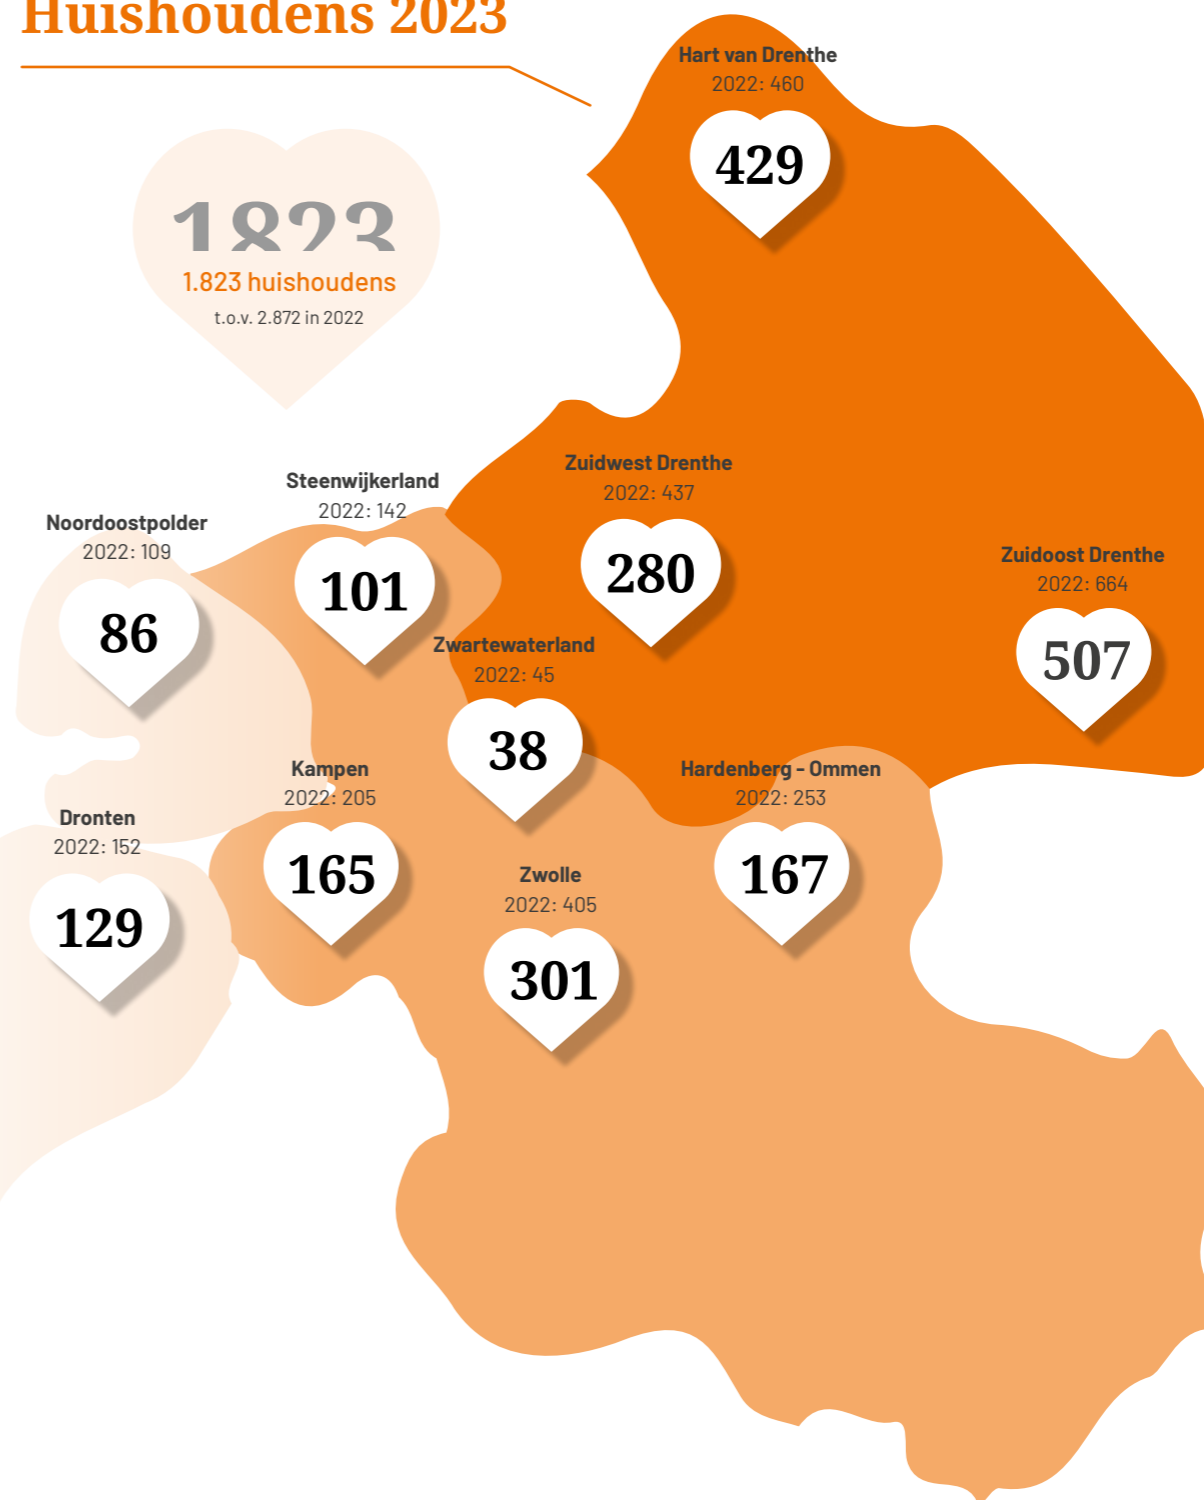 Huishoudens 2023
Hart van Drenthe
2022: 460
429
1823
1.823 huishoudens
t.o.v. 2.872 in 2022
Zuidwest Drenthe
2022: 437
280
Steenwijkerland
2022: 142
101
Noordoostpolder
2022: 109
86
Zuidoost Drenthe
2022: 664
507
Zwartewaterland
2022: 45
38
Kampen
2022: 205
165
Hardenberg - Ommen
2022: 253
167
Dronten
2022: 152
129
Zwolle
2022: 405
301